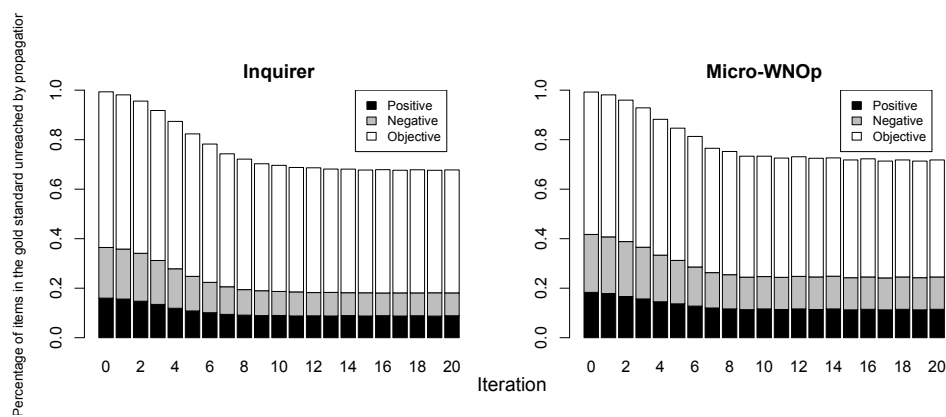 Percentage of items in the gold standard unreached by propagation
Inquirer
1.0
0.8
0.6
0.4
0.2
0.0
Positive
Negative
Objective
0 2 4 6 8 10 12 14 16 18 20
Micro-WNOp
1.0
0.8
0.6
0.4
0.2
0.0
Positive
Negative
Objective
0 2 4 6 8 10 12 14 16 18 20
Iteration